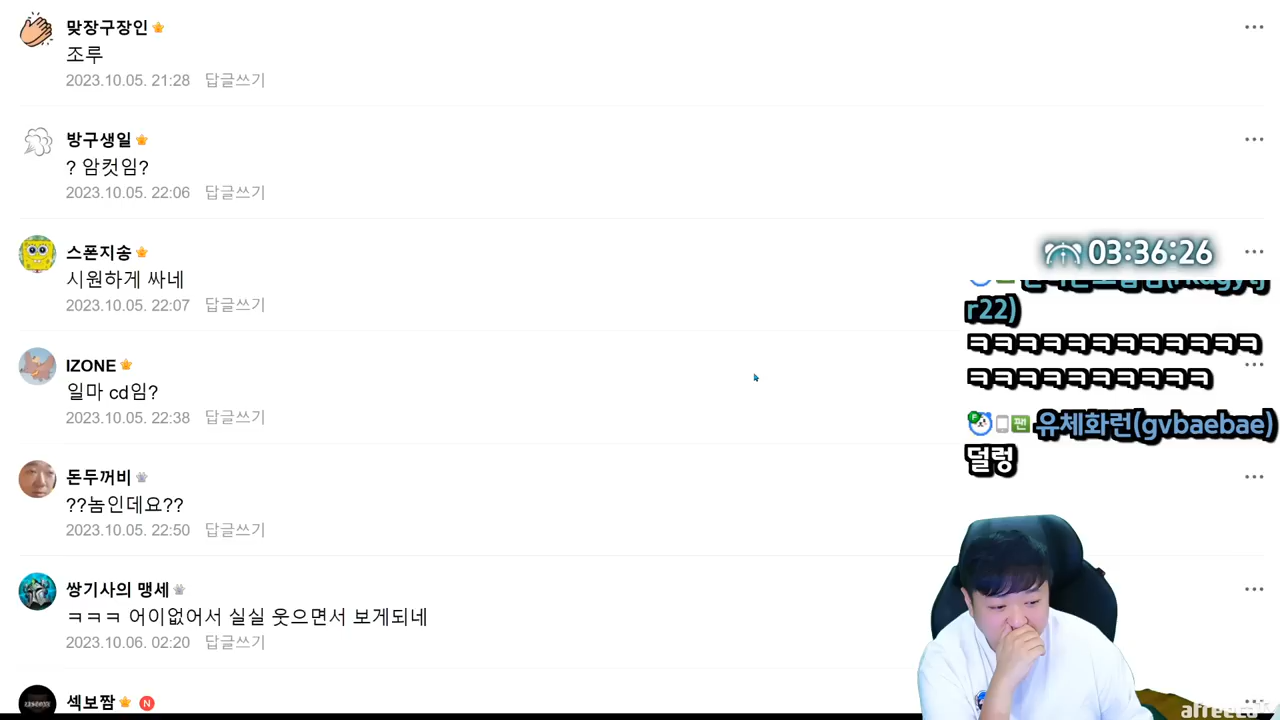 맞장구장인
조루
2023.10.05. 21:28 답글쓰기
방구생일
? 암컷임?
2023.10.05. 22:06 답글쓰기
스폰지송
시원하게 싸네
2023.10.05. 22:07 답글쓰기
IZONE
일마 cd임?
2023.10.05. 22:38 답글쓰기
돈두꺼비
??놈인데요??
2023.10.05. 22:50 답글쓰기
쌍기사의 맹세
ㅋㅋㅋ 어이없어서 실실 웃으면서 보게되네
2023.10.06. 02:20 답글쓰기
섹보짬
N
03:36:26
r22)
ㅋㅋㅋㅋㅋㅋㅋㅋㅋㅋㅋㅋ
ㅋㅋㅋㅋㅋㅋㅋㅋㅋㅋ
팬 유체화런(gvbaebae)
덜렁